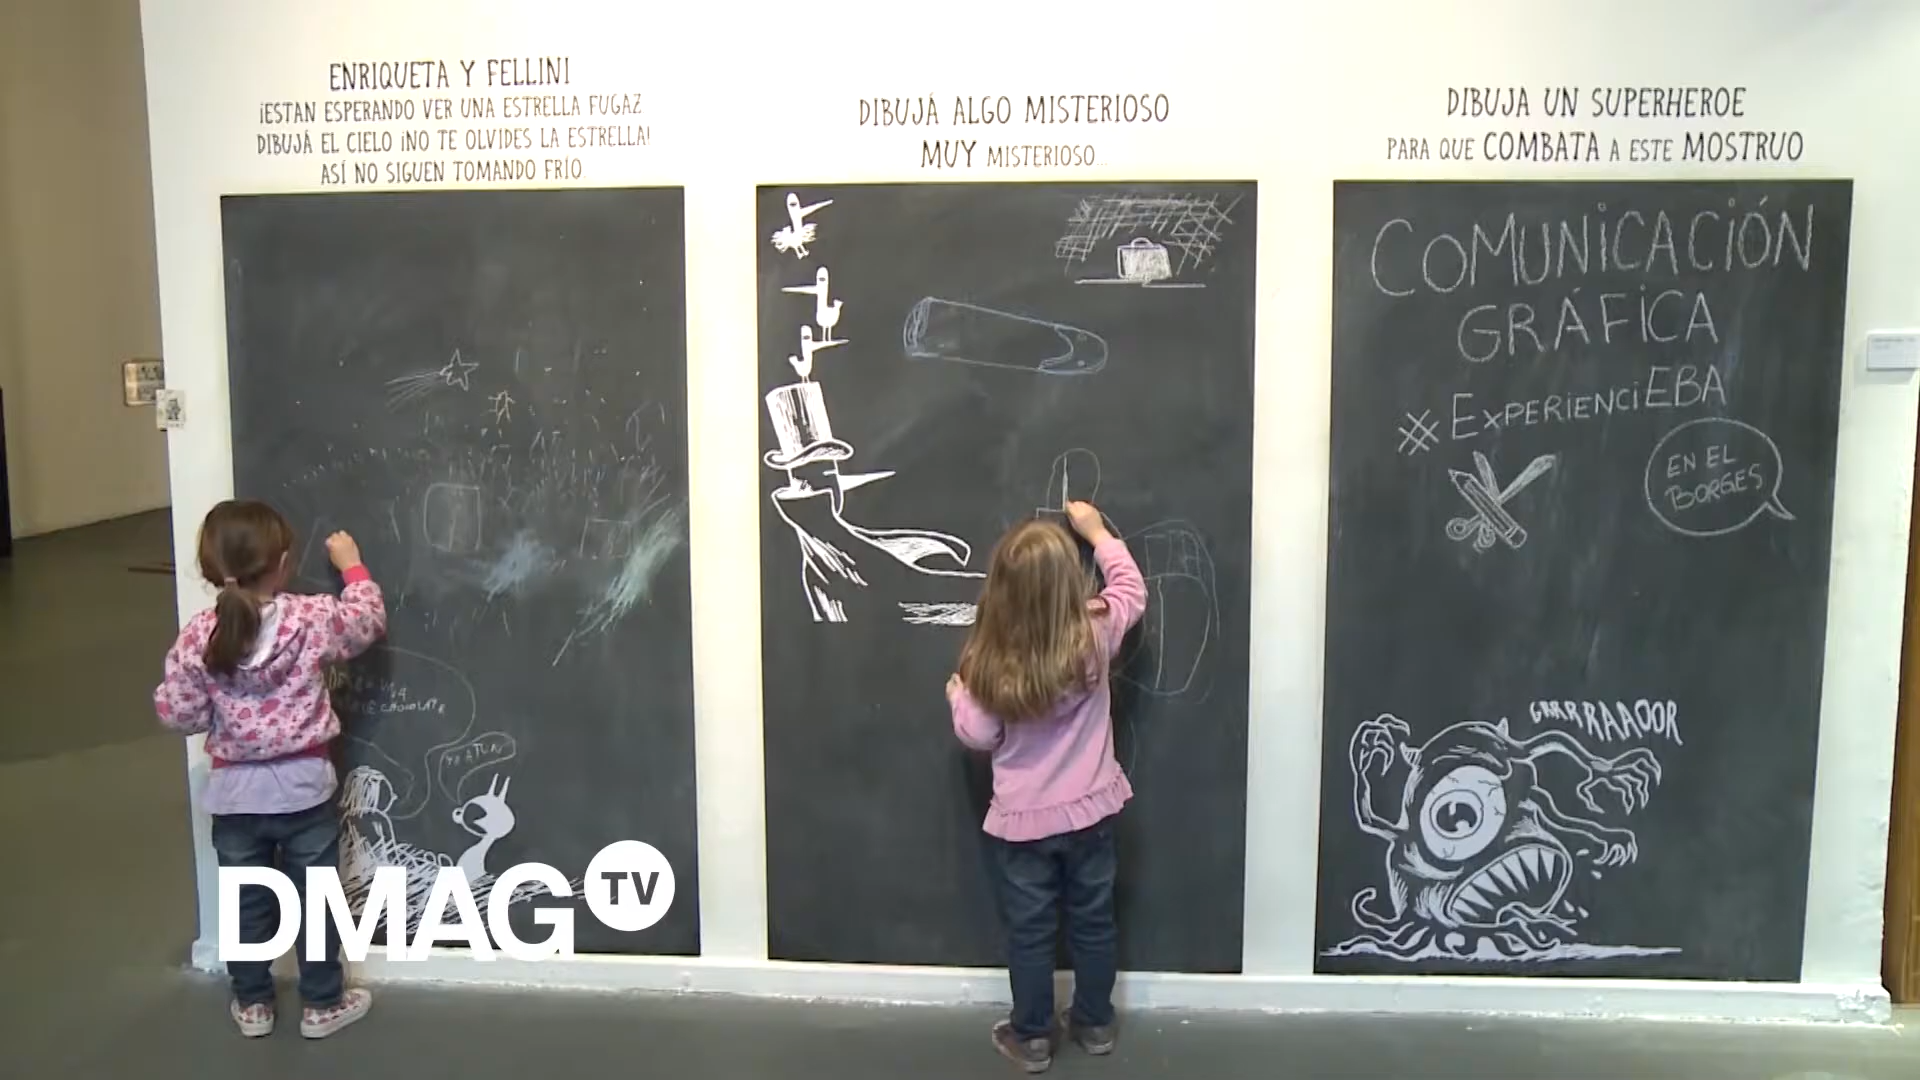 ENRIQUETA Y FELLINI
¡ESTAN ESPERANDO VER UNA ESTRELLA FUGAZ
DIBUJÁ EL CIELO ¡NO TE OLVIDES LA ESTRELLA!
ASÍ NO SIGUEN TOMANDO FRÍO.
DIBUJÁ ALGO MISTERIOSO
MUY MISTERIOSO...
DIBUJA UN SUPERHEROE
PARA QUE COMBATA A ESTE MOSTRUO
COMUNICACIÓN
GRÁFICA
# EXPERIENCIEBA
EN EL
BORGES
CHOCOLATE
GRRRRAAOOR
DMAG TV